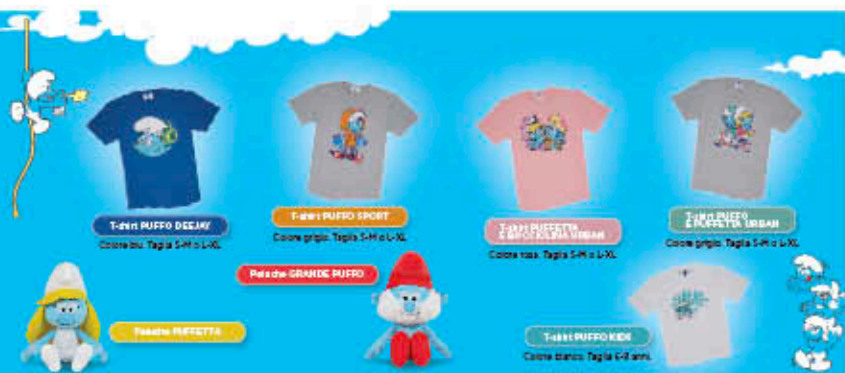 T-shirt PUFFO DEEJAY
Colore blu. Taglia S-M o L-XL
T-shirt PUFFO SPORT
Colore grigio. Taglia S-M o L-XL
T-shirt PUFFETTA
E BOCCIOLINA URBAN
Colore rosa. Taglia S-M o L-XL
T-shirt PUFFO
E PUFFETTA URBAN
Colore grigio. Taglia S-M o L-XL
Peluche GRANDE PUFFO
Peluche PUFFETTA
T-shirt PUFFO KIDS
Colore bianco. Taglia 6-8 anni.